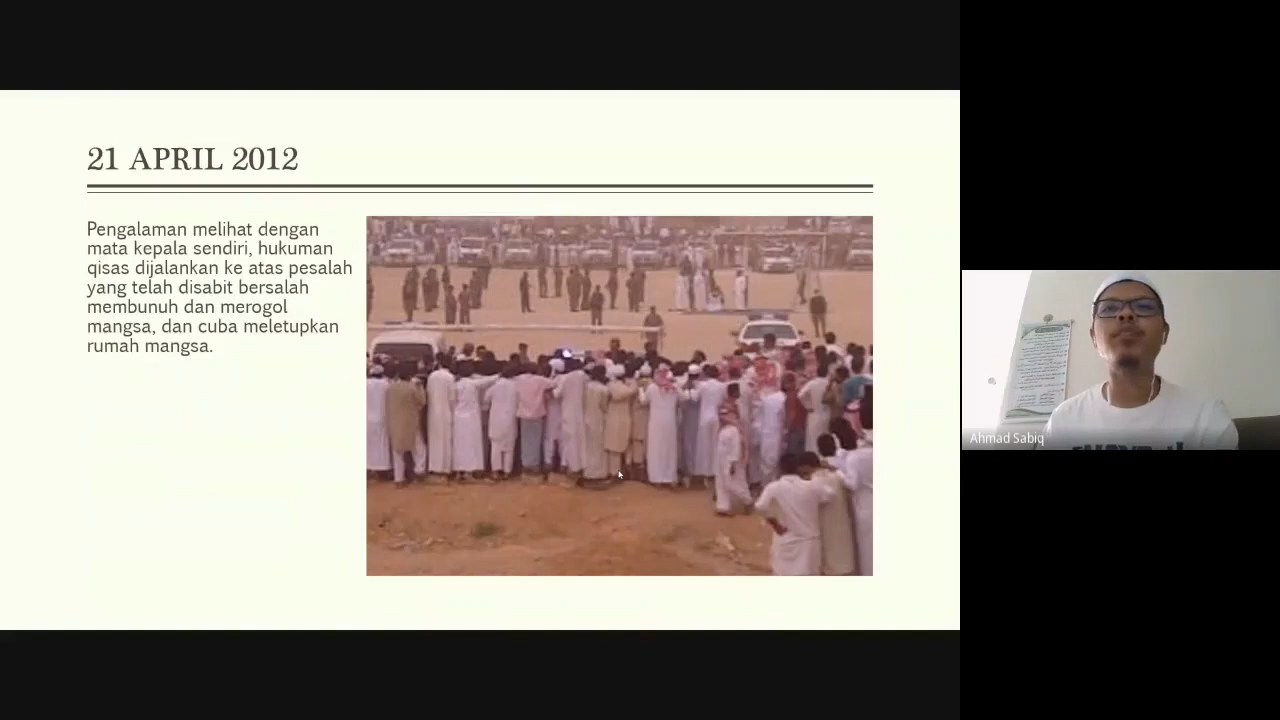 21 APRIL 2012
Pengalaman melihat dengan
mata kepala sendiri, hukuman
qisas dijalankan ke atas pesalah
yang telah disabit bersalah
membunuh dan merogol
mangsa, dan cuba meletupkan
rumah mangsa.
Ahmad Sabiq